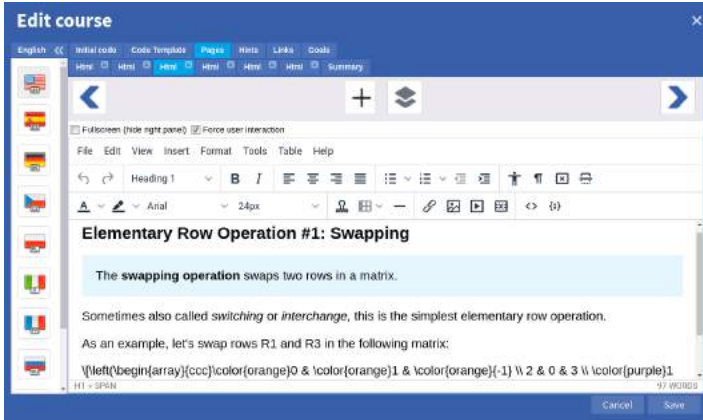 Edit course
English Initial code Code Template Pages Hints Links Goals
Html Html Html Html Html Html Summary
Fullscreen (hide right panel) Force user interaction
File Edit View Insert Format Tools Table Help
Heading 1 B I
A Arial 24px
Elementary Row Operation #1: Swapping
The swapping operation swaps two rows in a matrix.
Sometimes also called switching or interchange, this is the simplest elementary row operation.
As an example, let's swap rows R1 and R3 in the following matrix:
\[\left(\begin{array}{ccc}\color{orange}0 & \color{orange}1 & \color{orange}{-1} \\ 2 & 0 & 3 \\ \color{purple}1
H1 » SPAN 97 WORDS
Cancel Save